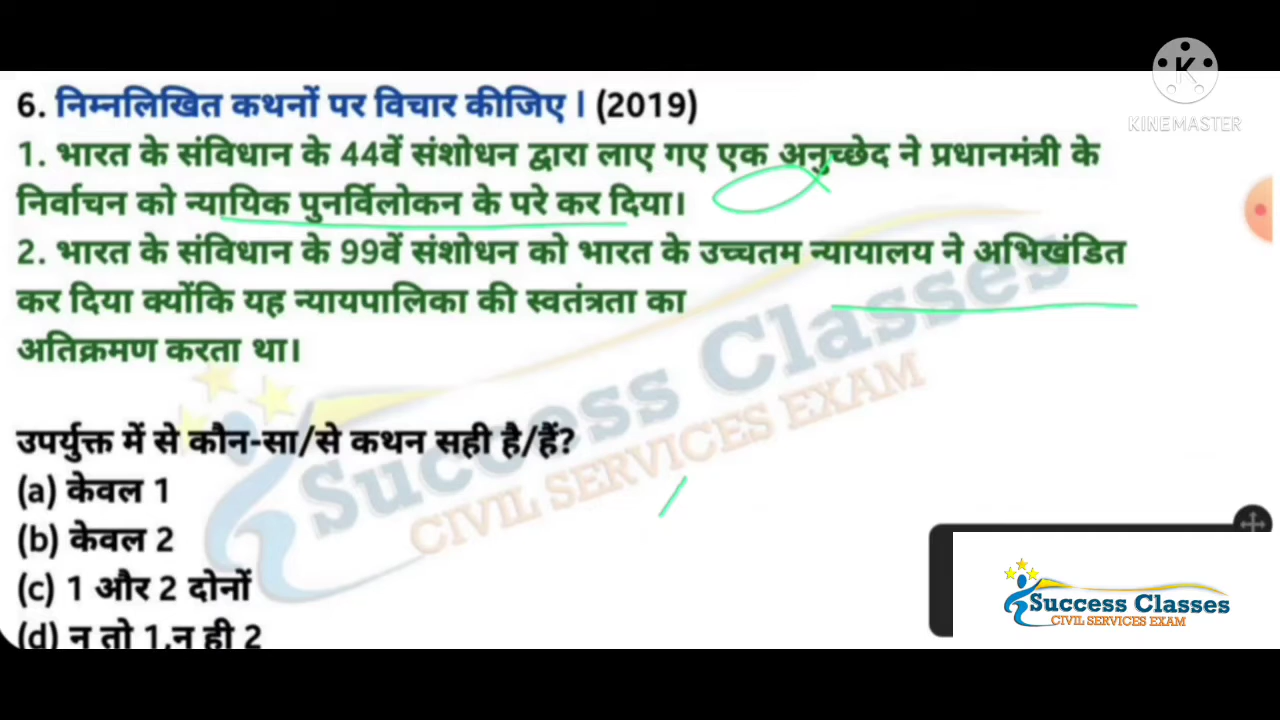 KINEMASTER
6. निम्नलिखित कथनों पर विचार कीजिए । (2019)
1. भारत के संविधान के 44वें संशोधन द्वारा लाए गए एक अनुच्छेद ने प्रधानमंत्री के
निर्वाचन को न्यायिक पुनर्विलोकन के परे कर दिया।
2. भारत के संविधान के 99वें संशोधन को भारत के उच्चतम न्यायालय ने अभिखंडित
कर दिया क्योंकि यह न्यायपालिका की स्वतंत्रता का
अतिक्रमण करता था।
उपर्युक्त में से कौन-सा/से कथन सही है/हैं?
(a) केवल 1
(b) केवल 2
(c) 1 और 2 दोनों
(d) न तो 1,न ही 2
Success Classes
CIVIL SERVICES EXAM
Success Classes
CIVIL SERVICES EXAM